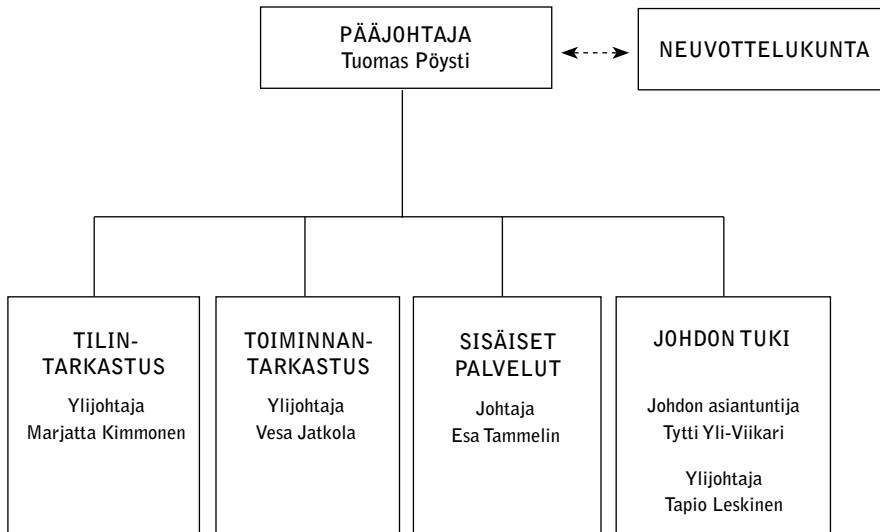 PÄÄJOHTAJA
Tuomas Pöysti
NEUVOTTELUKUNTA
TILIN-
TARKASTUS
Ylijohtaja
Marjatta Kimmonen
TOIMINNAN-
TARKASTUS
Ylijohtaja
Vesa Jatkola
SISÄISET
PALVELUT
Johtaja
Esa Tammelin
JOHDON TUKI
Johdon asiantuntija
Tytti Yli-Viikari
Ylijohtaja
Tapio Leskinen